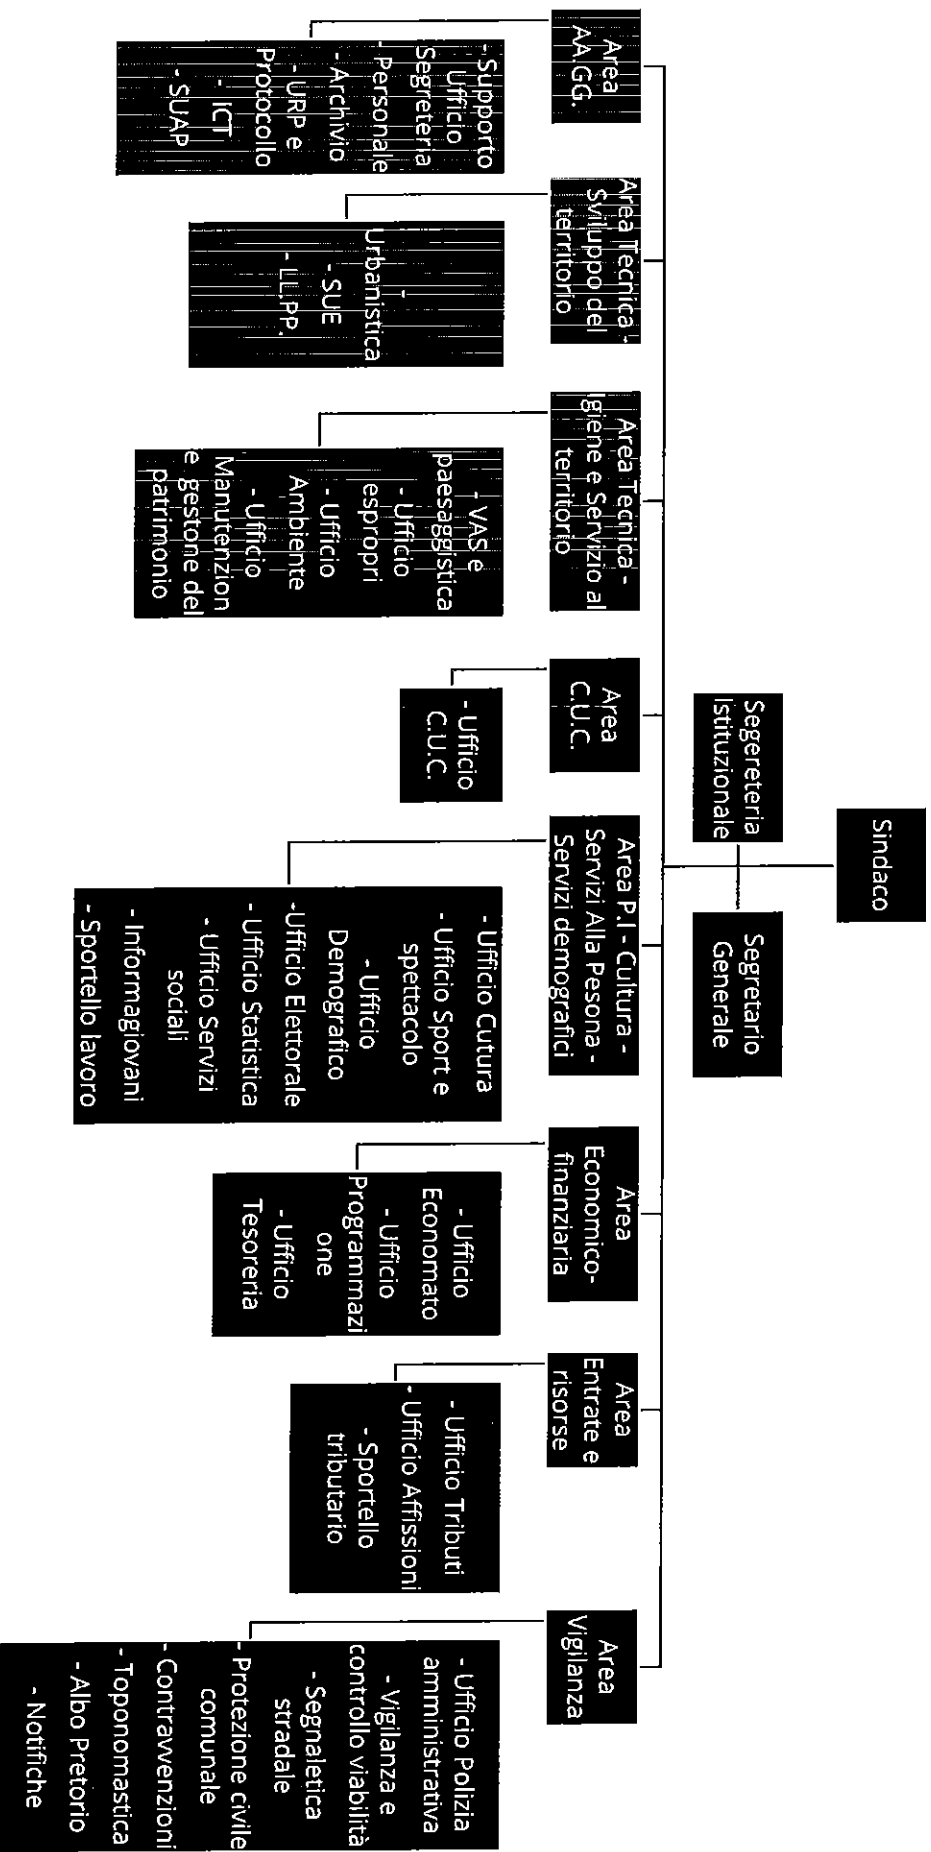 Sindaco
Segereteria
Istituzionale
Segretario
Generale
Area
AA.GG.
- Supporto
Ufficio
Segreteria
- Personale
- Archivio
- URP e
Protocollo
- ICT
- SUAP
Area Tecnica -
Sviluppo del
territorio
-
Urbanistica
- SUE
- LL.PP.
Area Tecnica -
Igiene e Servizio al
territorio
- VAS e
paesaggistica
- Ufficio
espropri
- Ufficio
Ambiente
- Ufficio
Manutenzion
e gestone del
patrimonio
Area
C.U.C.
- Ufficio
C.U.C.
Area P.I - Cultura -
Servizi Alla Pesona -
Servizi demografici
- Ufficio Cutura
- Ufficio Sport e
spettacolo
- Ufficio
Demografico
-Ufficio Elettorale
- Ufficio Statistica
- Ufficio Servizi
sociali
- Informagiovani
- Sportello lavoro
Area
Economico-
finanziaria
- Ufficio
Economato
- Ufficio
Programmazi
one
- Ufficio
Tesoreria
Area
Entrate e
risorse
- Ufficio Tributi
- Ufficio Affissioni
- Sportello
tributario
Area
Vigilanza
- Ufficio Polizia
amministrativa
- Vigilanza e
controllo viabilità
- Segnaletica
stradale
- Protezione civile
comunale
- Contravvenzioni
- Toponomastica
- Albo Pretorio
- Notifiche